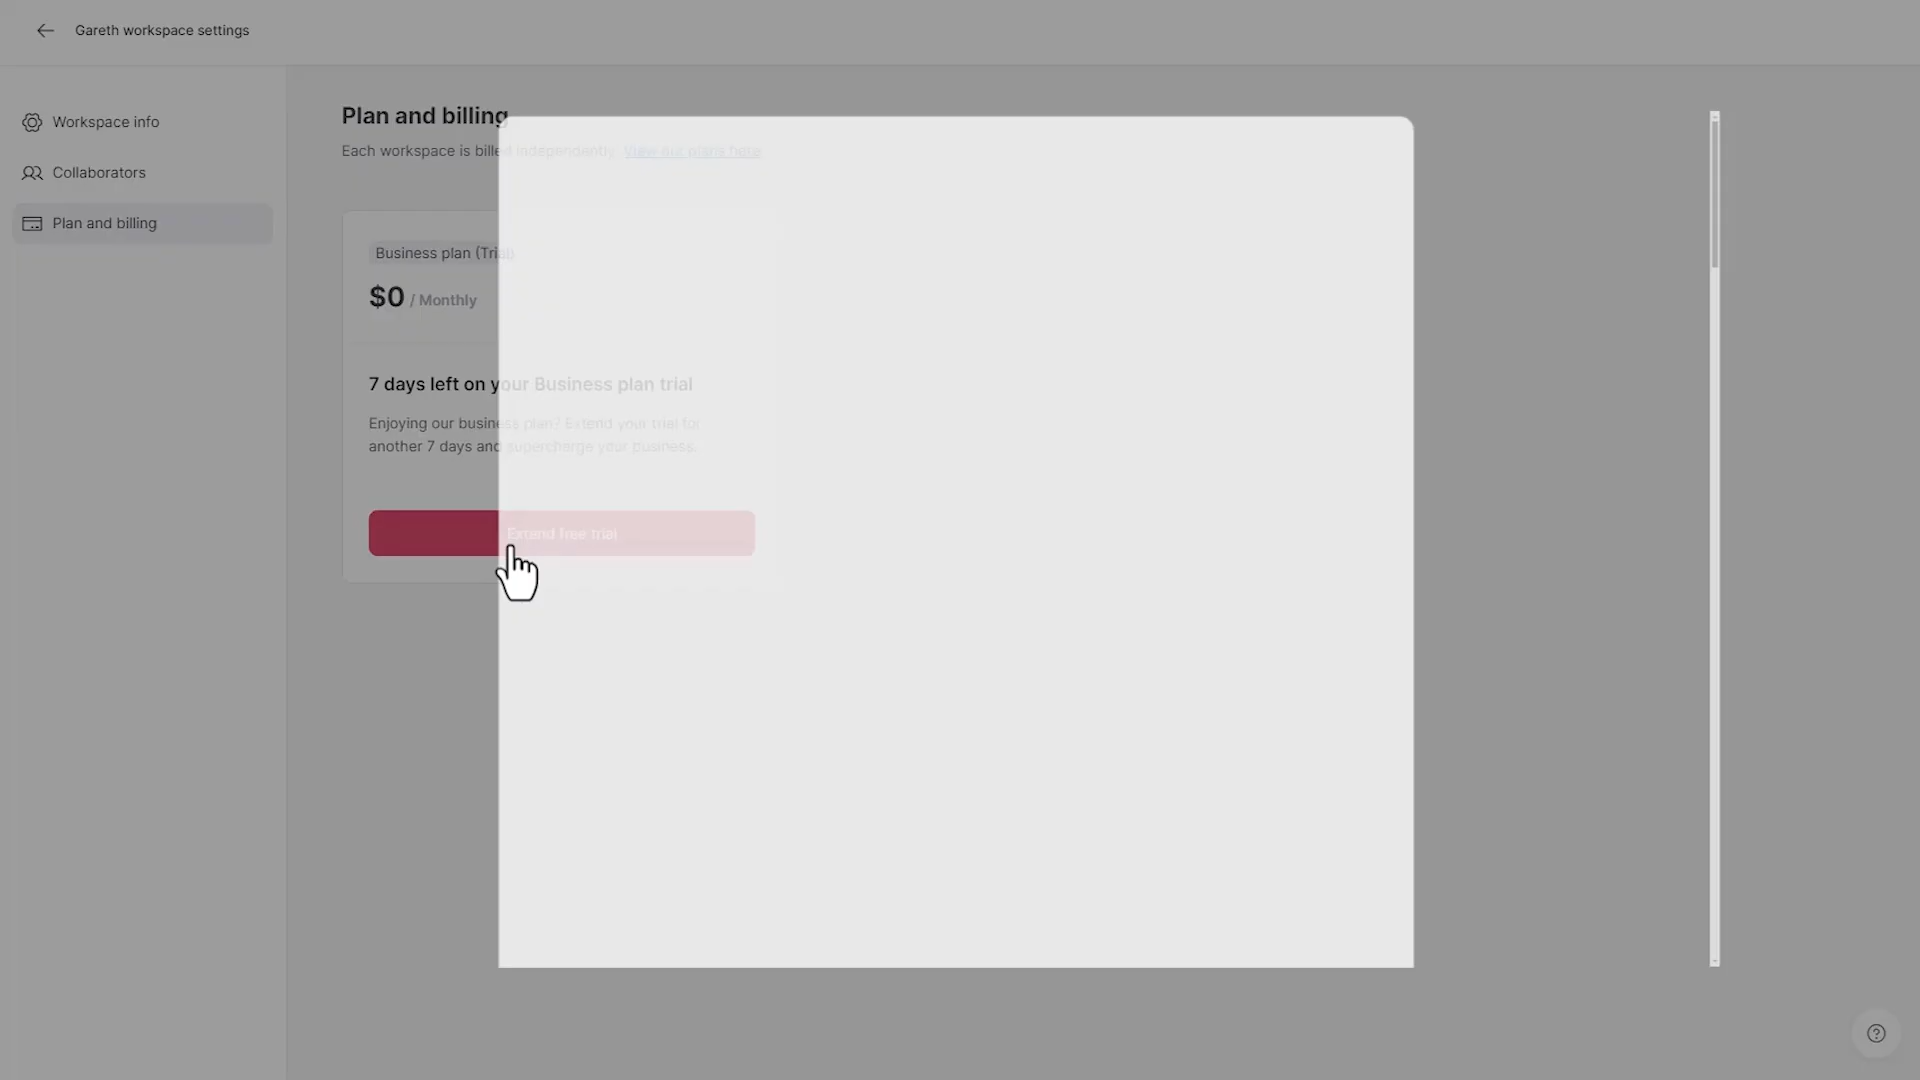 Gareth workspace settings
Workspace info
Collaborators
Plan and billing
Plan and billing
Each workspace is billed independently. View our plans here
Business plan (Trial)
$0 / Monthly
7 days left on your Business plan trial
Enjoying our business plan? Extend your trial for
another 7 days and supercharge your business.
Extend free trial